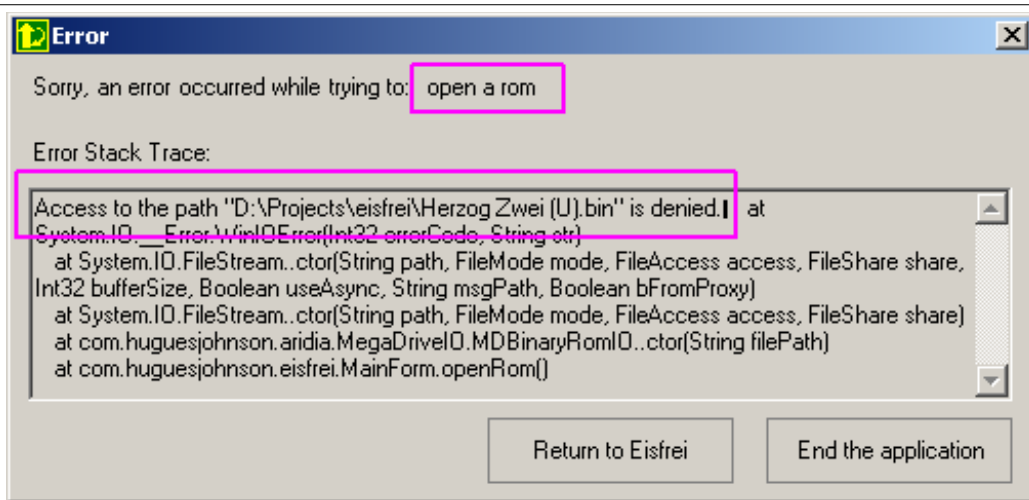 Error
Sorry, an error occurred while trying to: open a rom
Error Stack Trace:
Access to the path "D:\Projects\eisfrei\Herzog Zwei (U).bin" is denied. at
System.IO.__Error.WinIOError(Int32 errorCode, String str)
at System.IO.FileStream..ctor(String path, FileMode mode, FileAccess access, FileShare share,
Int32 bufferSize, Boolean useAsync, String msgPath, Boolean bFromProxy)
at System.IO.FileStream..ctor(String path, FileMode mode, FileAccess access, FileShare share)
at com.huguesjohnson.aridia.MegaDriveIO.MDBinaryRomIO..ctor(String filePath)
at com.huguesjohnson.eisfrei.MainForm.openRom()
Return to Eisfrei End the application